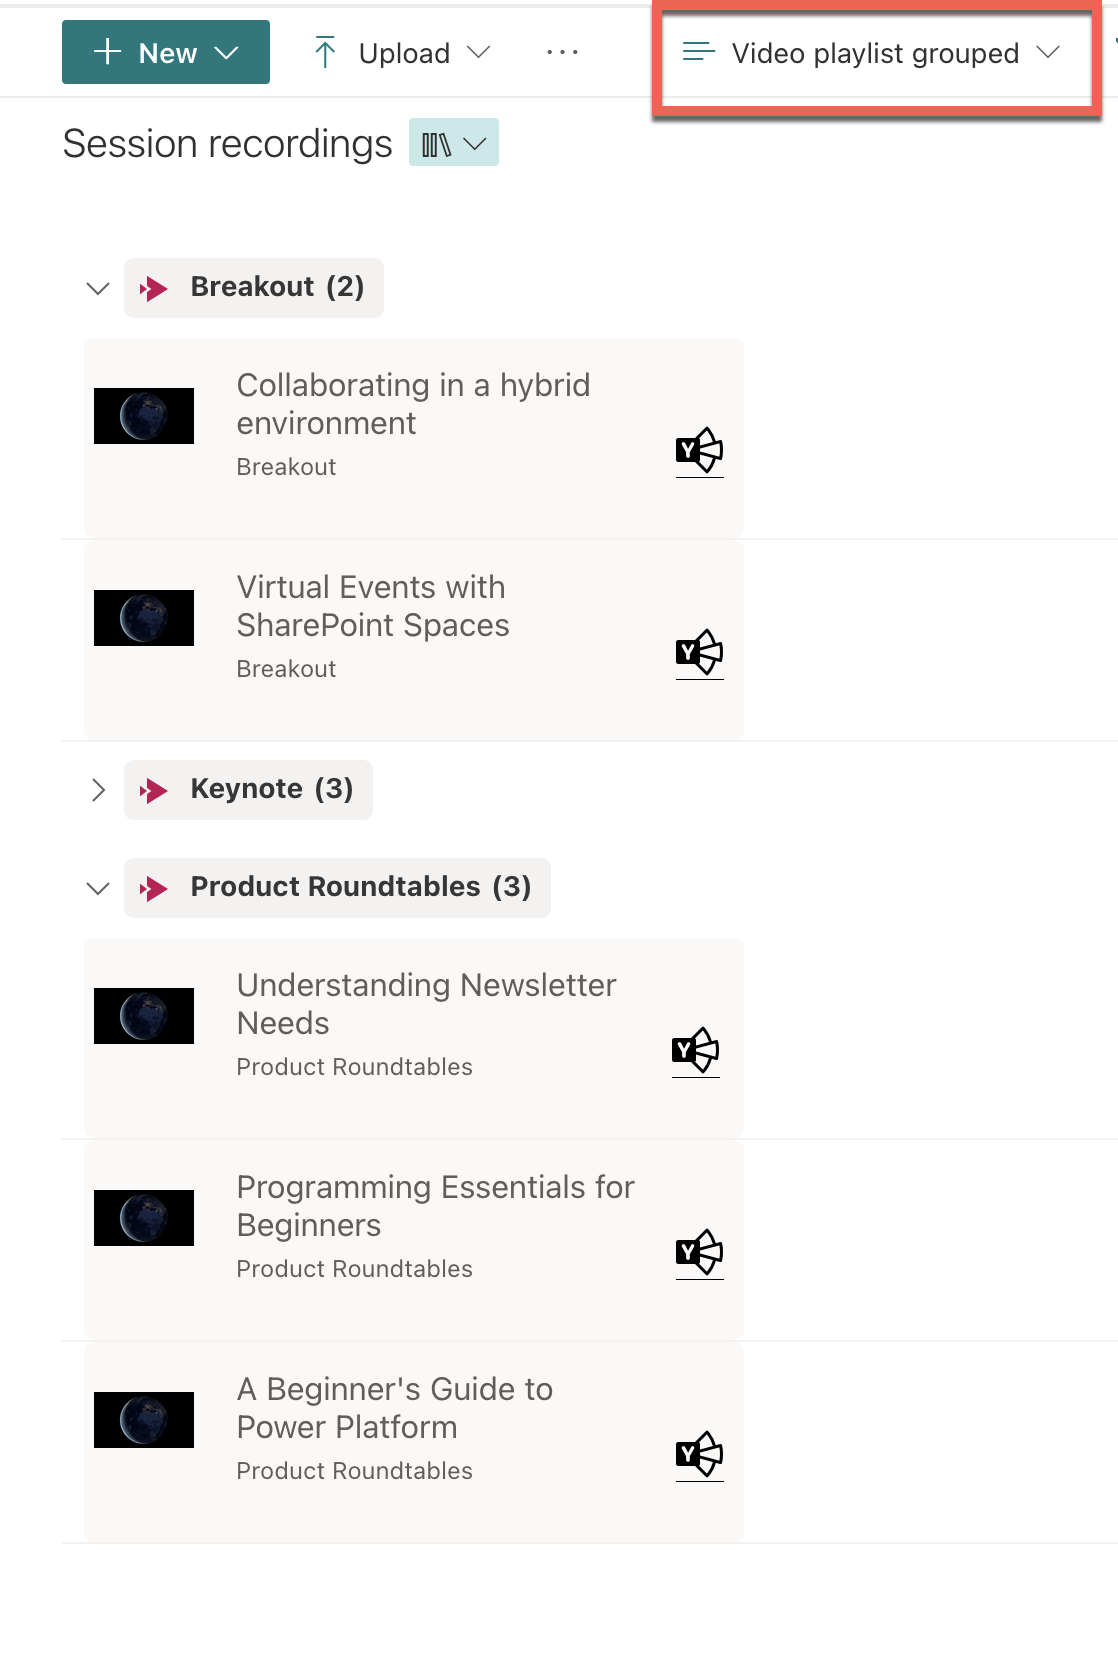 New
Upload
Video playlist grouped
Session recordings
Breakout (2)
Collaborating in a hybrid
environment
Breakout
Y
Virtual Events with
SharePoint Spaces
Breakout
Y
Keynote (3)
Product Roundtables (3)
Understanding Newsletter
Needs
Product Roundtables
Y
Programming Essentials for
Beginners
Product Roundtables
Y
A Beginner's Guide to
Power Platform
Product Roundtables
Y